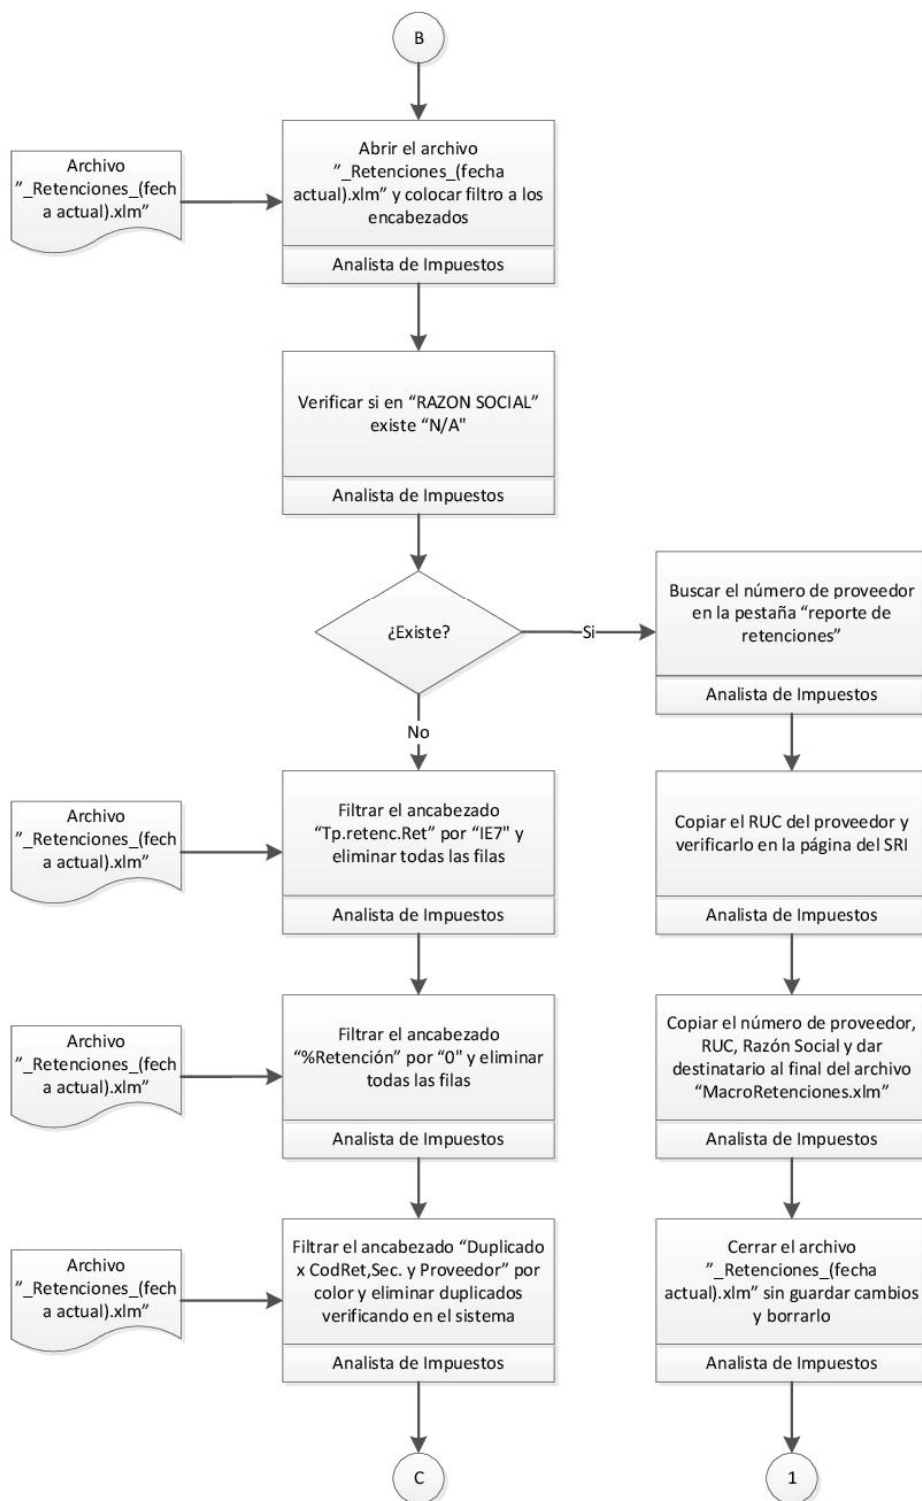 B
Archivo
”_Retenciones_(fech
a actual).xlm”
Abrir el archivo
”_Retenciones_(fecha
actual).xlm” y colocar filtro a los
encabezados
Analista de Impuestos
Verificar si en “RAZON SOCIAL”
existe “N/A"
Analista de Impuestos
¿Existe?
Si
Buscar el número de proveedor
en la pestaña “reporte de
retenciones”
Analista de Impuestos
No
Archivo
”_Retenciones_(fech
a actual).xlm”
Filtrar el ancabezado
“Tp.retenc.Ret” por “IE7" y
eliminar todas las filas
Analista de Impuestos
Copiar el RUC del proveedor y
verificarlo en la página del SRI
Analista de Impuestos
Archivo
”_Retenciones_(fech
a actual).xlm”
Filtrar el ancabezado
“%Retención” por “0" y eliminar
todas las filas
Analista de Impuestos
Copiar el número de proveedor,
RUC, Razón Social y dar
destinatario al final del archivo
“MacroRetenciones.xlm”
Analista de Impuestos
Archivo
”_Retenciones_(fech
a actual).xlm”
Filtrar el ancabezado “Duplicado
x CodRet,Sec. y Proveedor” por
color y eliminar duplicados
verificando en el sistema
Analista de Impuestos
Cerrar el archivo
”_Retenciones_(fecha
actual).xlm” sin guardar cambios
y borrarlo
Analista de Impuestos
C
1